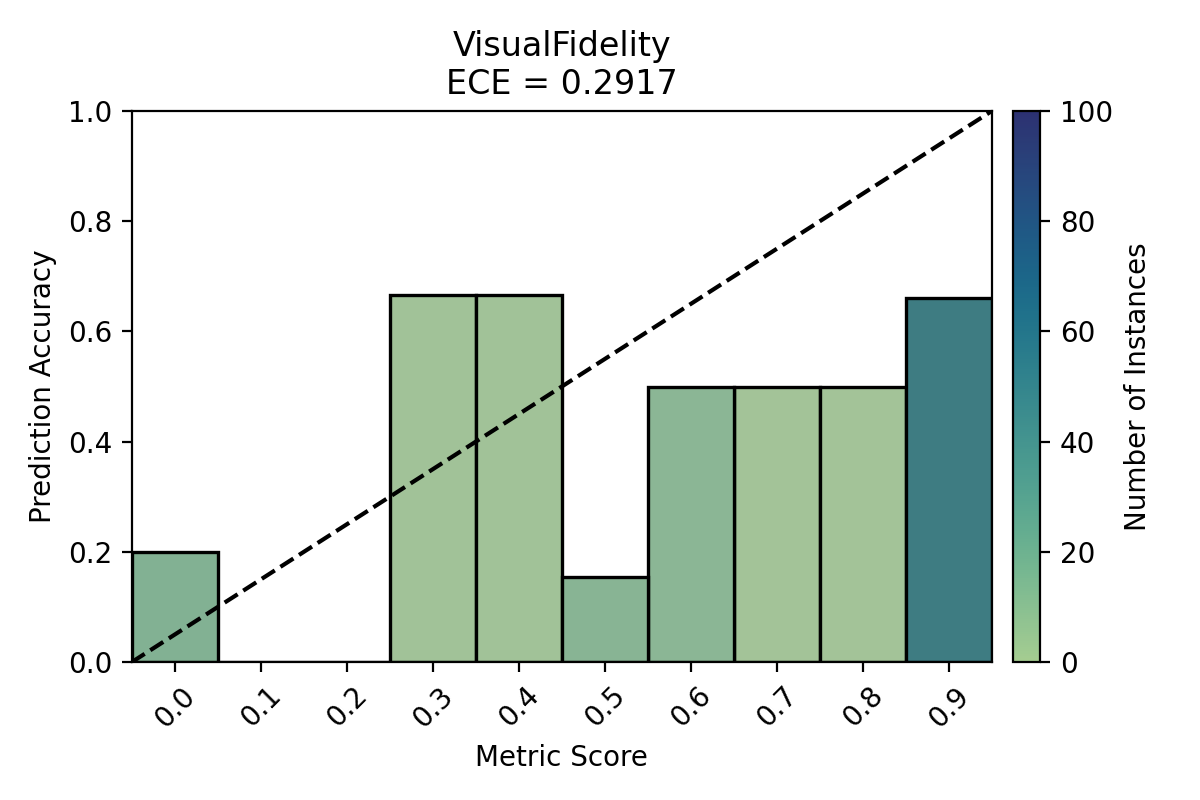 VisualFidelity
ECE = 0.2917
1.0
0.8
0.6
0.4
0.2
0.0
Prediction Accuracy
0.0 0.1 0.2 0.3 0.4 0.5 0.6 0.7 0.8 0.9
Metric Score
100
80
60
40
20
0
Number of Instances